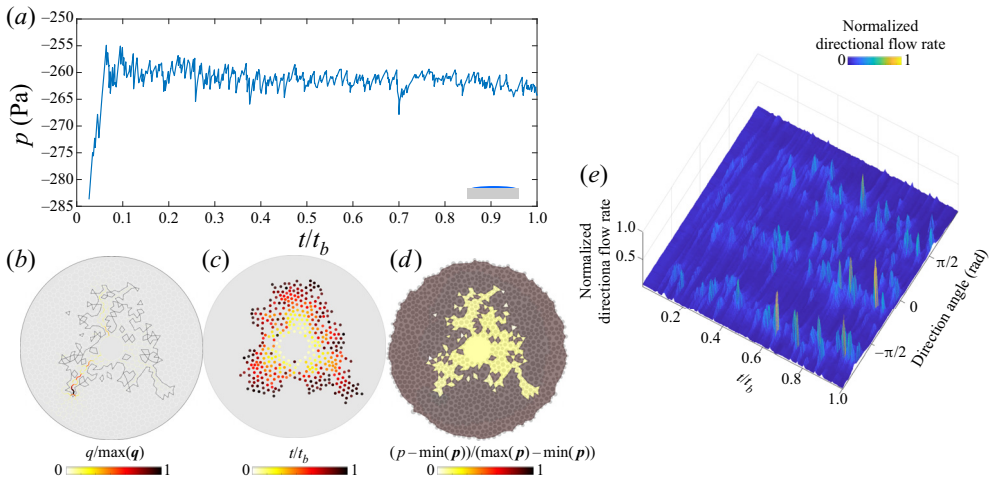 (a)
−250
−255
−260
−265
−270
−275
−280
−285
p (Pa)
0 0.1 0.2 0.3 0.4 0.5 0.6 0.7 0.8 0.9 1.0
t/t_b
(b)
(c)
(d)
q/max(q)
0 1
t/t_b
0 1
(p − min(p))/(max(p) − min(p))
0 1
(e)
Normalized
directional flow rate
0 1
Normalized
directiona flow rate
1.0
0.5
0.2 0.4 0.6 0.8 1.0
t/t_b
−π/2 0 π/2
Direction angle (rad)